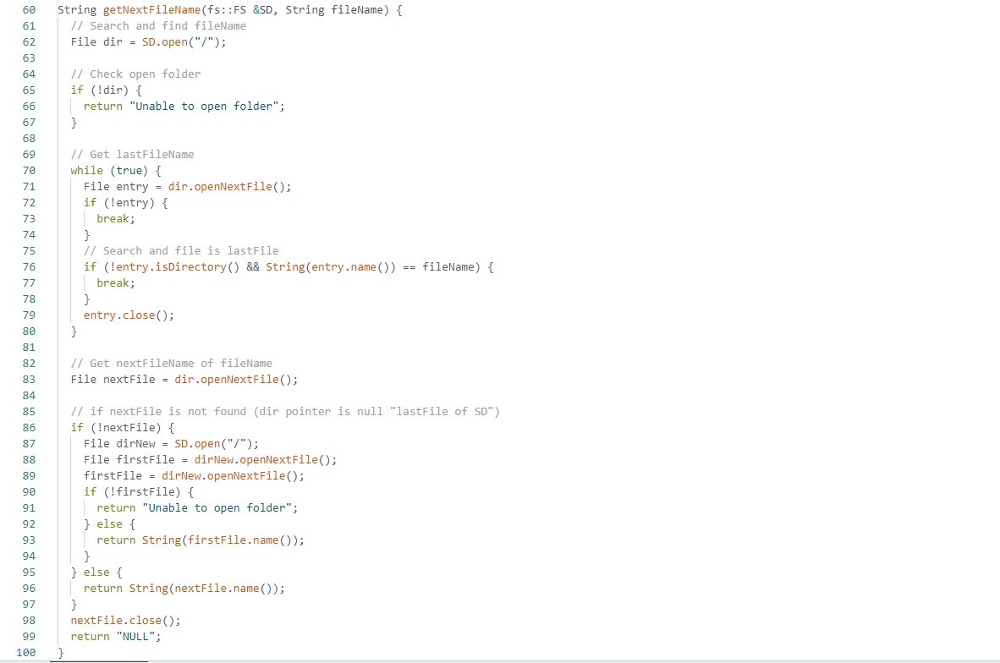 60 String getNextFileName(fs::FS &SD, String fileName) {
61 // Search and find fileName
62 File dir = SD.open("/");
63
64 // Check open folder
65 if (!dir) {
66 return "Unable to open folder";
67 }
68
69 // Get lastFileName
70 while (true) {
71 File entry = dir.openNextFile();
72 if (!entry) {
73 break;
74 }
75 // Search and file is lastFile
76 if (!entry.isDirectory() && String(entry.name()) == fileName) {
77 break;
78 }
79 entry.close();
80 }
81
82 // Get nextFileName of fileName
83 File nextFile = dir.openNextFile();
84
85 // if nextFile is not found (dir pointer is null "lastFile of SD")
86 if (!nextFile) {
87 File dirNew = SD.open("/");
88 File firstFile = dirNew.openNextFile();
89 firstFile = dirNew.openNextFile();
90 if (!firstFile) {
91 return "Unable to open folder";
92 } else {
93 return String(firstFile.name());
94 }
95 } else {
96 return String(nextFile.name());
97 }
98 nextFile.close();
99 return "NULL";
100 }